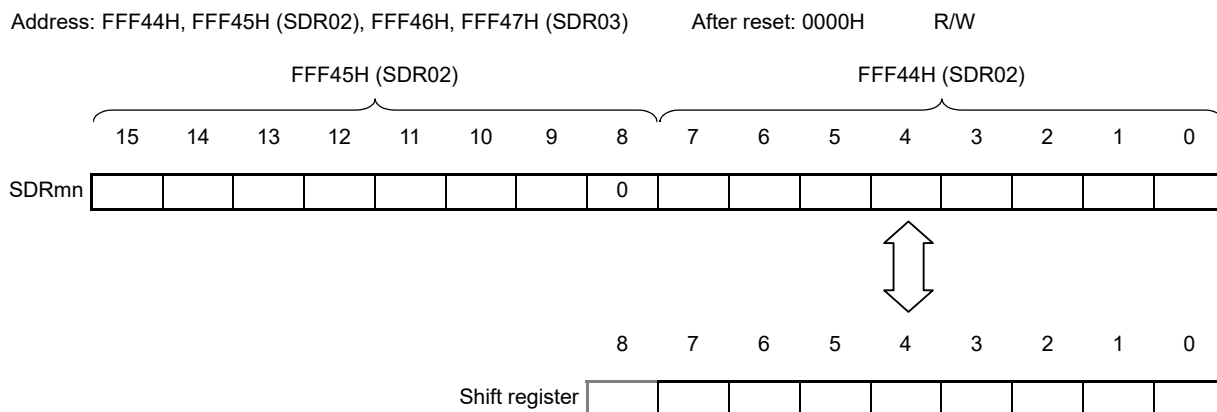 Address: FFF44H, FFF45H (SDR02), FFF46H, FFF47H (SDR03) After reset: 0000H R/W
FFF45H (SDR02) FFF44H (SDR02)
15 14 13 12 11 10 9 8 7 6 5 4 3 2 1 0
SDRmn 0
8 7 6 5 4 3 2 1 0
Shift register